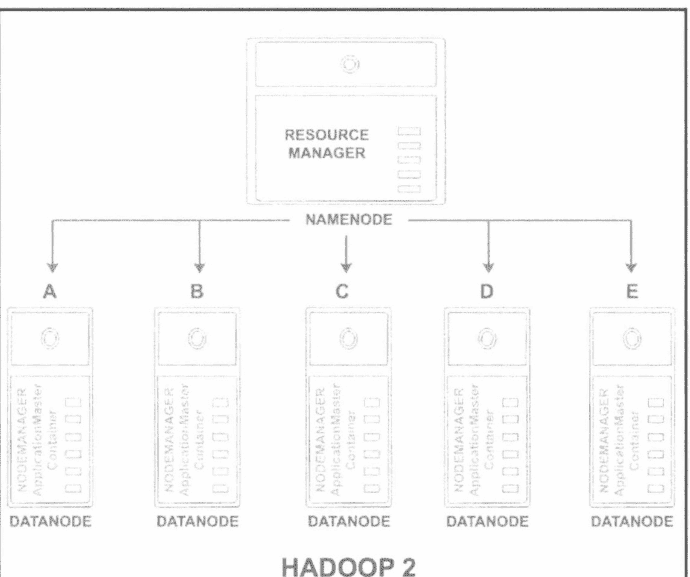 RESOURCE
MANAGER
NAMENODE
A B C D E
NODEMANAGER
ApplicationMaster
Container
NODEMANAGER
ApplicationMaster
Container
NODEMANAGER
ApplicationMaster
Container
NODEMANAGER
ApplicationMaster
Container
NODEMANAGER
ApplicationMaster
Container
DATANODE DATANODE DATANODE DATANODE DATANODE
HADOOP 2